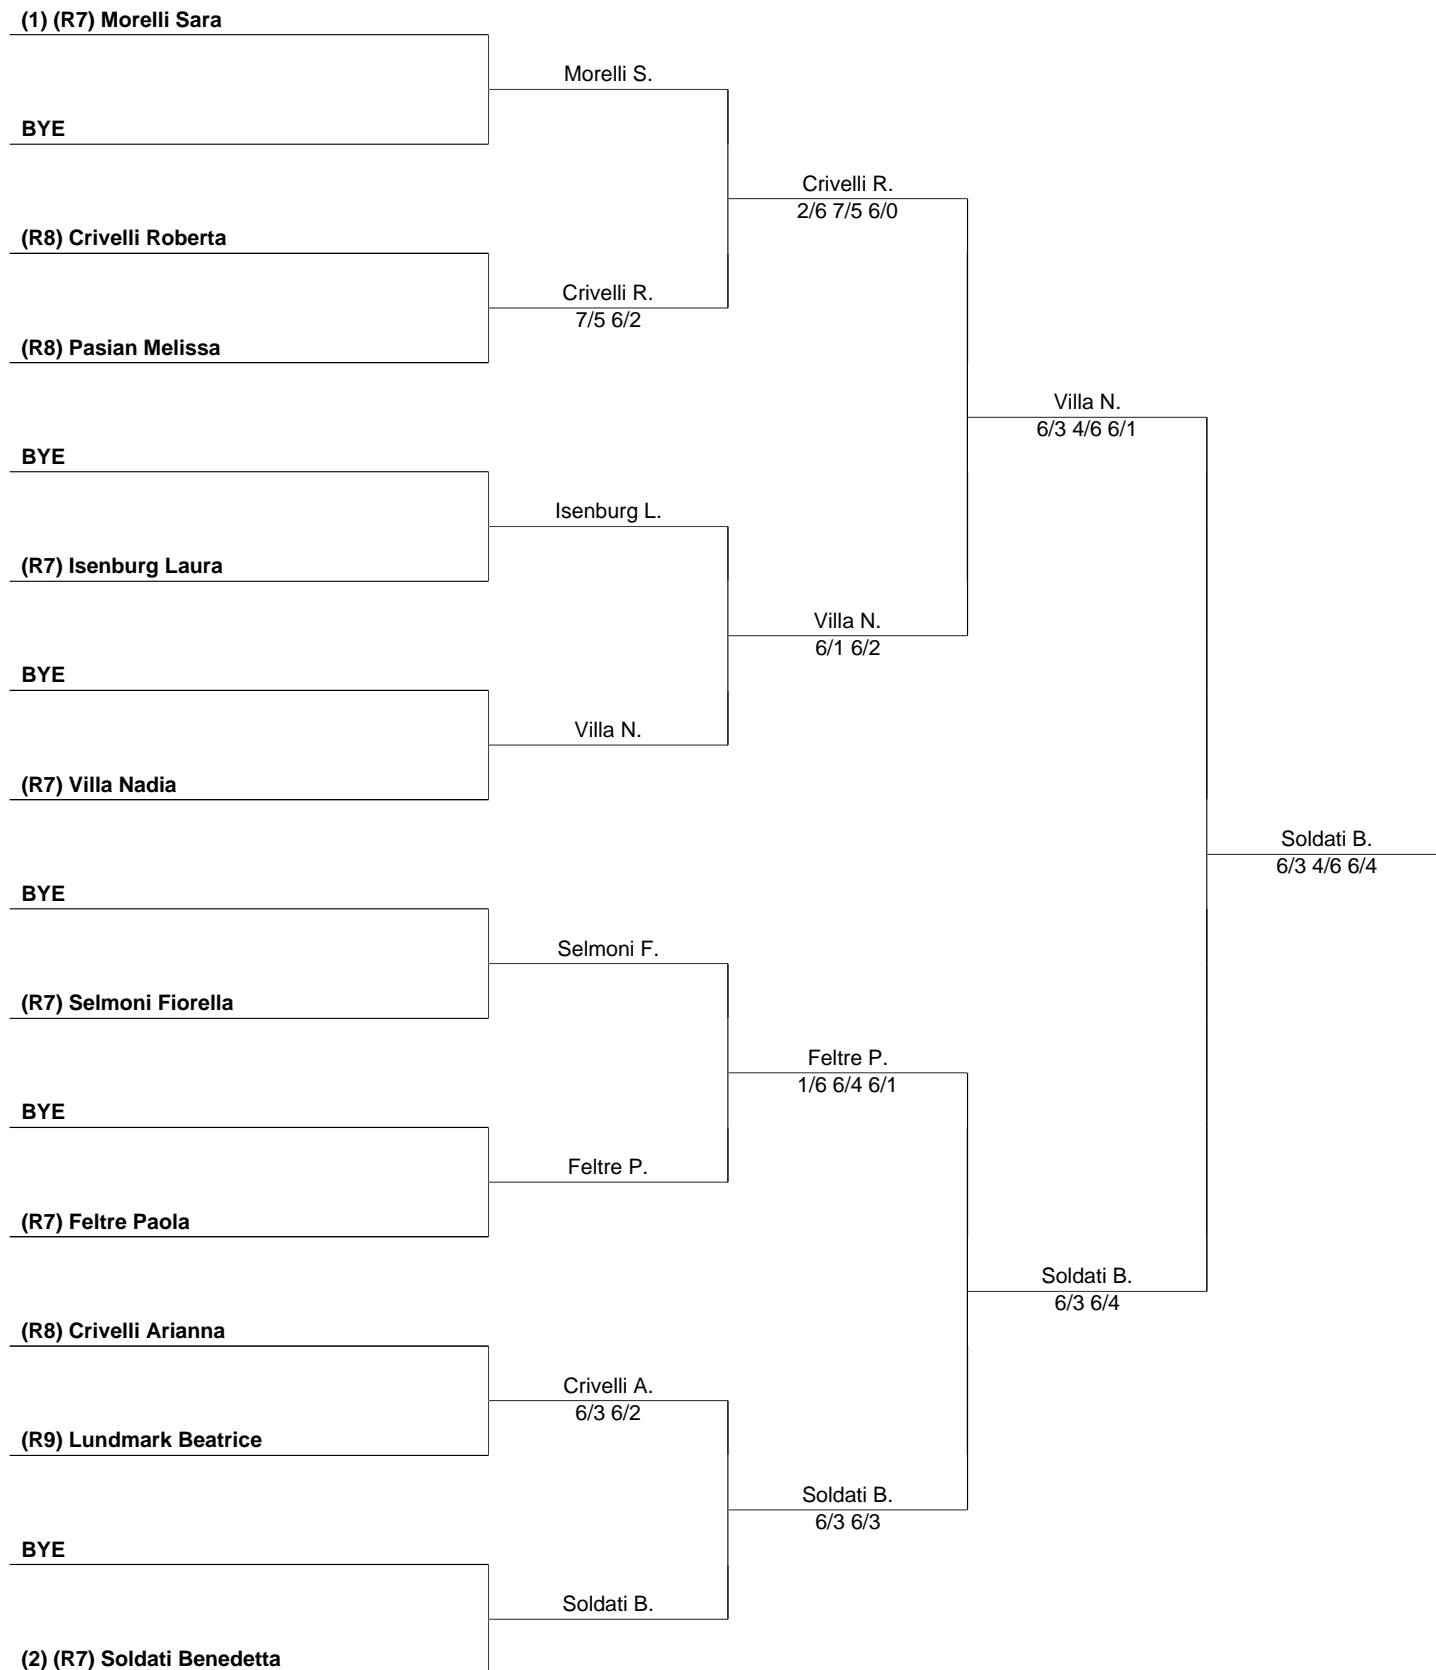 (1) (R7) Morelli Sara
Morelli S.
BYE
Crivelli R.
2/6 7/5 6/0
(R8) Crivelli Roberta
Crivelli R.
7/5 6/2
(R8) Pasian Melissa
Villa N.
6/3 4/6 6/1
BYE
Isenburg L.
(R7) Isenburg Laura
Villa N.
6/1 6/2
BYE
Villa N.
(R7) Villa Nadia
Soldati B.
6/3 4/6 6/4
BYE
Selmoni F.
(R7) Selmoni Fiorella
Feltre P.
1/6 6/4 6/1
BYE
Feltre P.
(R7) Feltre Paola
Soldati B.
6/3 6/4
(R8) Crivelli Arianna
Crivelli A.
6/3 6/2
(R9) Lundmark Beatrice
Soldati B.
6/3 6/3
BYE
Soldati B.
(2) (R7) Soldati Benedetta